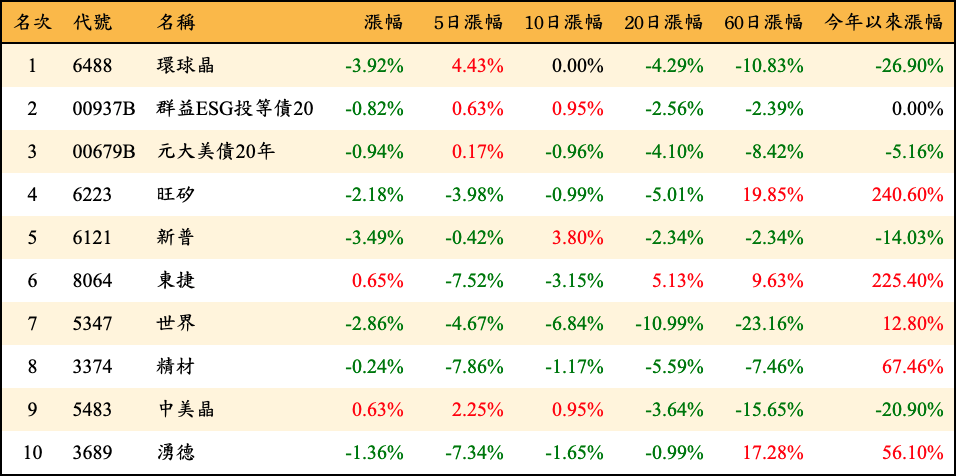 名次 代號 名稱 漲幅 5日漲幅 10日漲幅 20日漲幅 60日漲幅 今年以來漲幅
1 6488 環球晶 -3.92% 4.43% 0.00% -4.29% -10.83% -26.90%
2 00937B 群益ESG投等債20 -0.82% 0.63% 0.95% -2.56% -2.39% 0.00%
3 00679B 元大美債20年 -0.94% 0.17% -0.96% -4.10% -8.42% -5.16%
4 6223 旺矽 -2.18% -3.98% -0.99% -5.01% 19.85% 240.60%
5 6121 新普 -3.49% -0.42% 3.80% -2.34% -2.34% -14.03%
6 8064 東捷 0.65% -7.52% -3.15% 5.13% 9.63% 225.40%
7 5347 世界 -2.86% -4.67% -6.84% -10.99% -23.16% 12.80%
8 3374 精材 -0.24% -7.86% -1.17% -5.59% -7.46% 67.46%
9 5483 中美晶 0.63% 2.25% 0.95% -3.64% -15.65% -20.90%
10 3689 湧德 -1.36% -7.34% -1.65% -0.99% 17.28% 56.10%